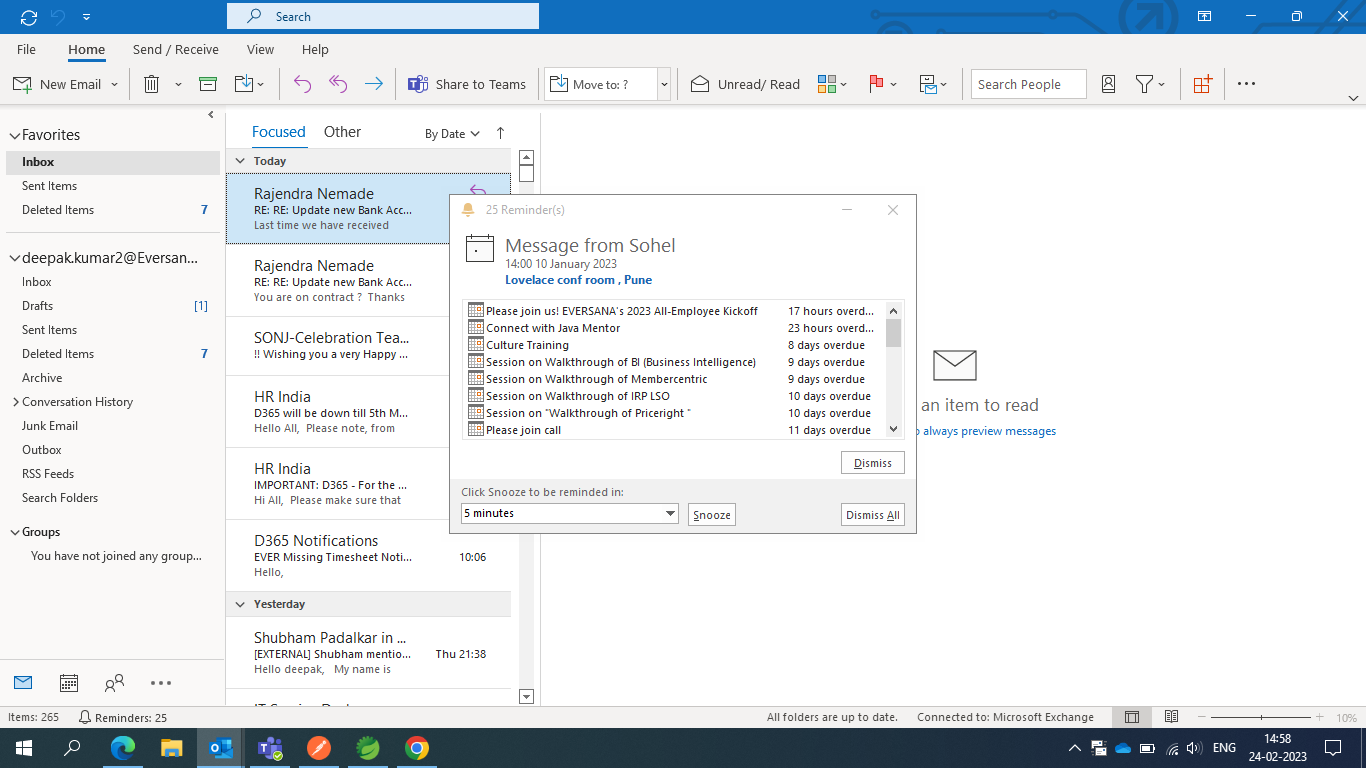 Search
File
Home
Send / Receive
View
Help
New Email
Share to Teams
Move to: ?
Unread/ Read
Search People
Favorites
Inbox
Sent Items
Deleted Items 7
deepak.kumar2@Eversan...
Inbox
Drafts [1]
Sent Items
Deleted Items 7
Archive
Conversation History
Junk Email
Outbox
RSS Feeds
Search Folders
Groups
You have not joined any group...
Focused Other By Date
Today
Rajendra Nemade
RE: RE: Update new Bank Acc...
Last time we have received
Rajendra Nemade
RE: RE: Update new Bank Acc...
You are on contract ? Thanks
SONJ-Celebration Tea...
!! Wishing you a very Happy ...
HR India
D365 will be down till 5th M...
Hello All, Please note, from
HR India
IMPORTANT: D365 - For the ...
Hi All, Please make sure that
D365 Notifications
EVER Missing Timesheet Noti... 10:06
Hello,
Yesterday
Shubham Padalkar in ...
[EXTERNAL] Shubham mentio... Thu 21:38
Hello deepak, My name is
25 Reminder(s)
Message from Sohel
14:00 10 January 2023
Lovelace conf room , Pune
Please join us! EVERSANA's 2023 All-Employee Kickoff 17 hours overd...
Connect with Java Mentor 23 hours overd...
Culture Training 8 days overdue
Session on Walkthrough of BI (Business Intelligence) 9 days overdue
Session on Walkthrough of Membercentric 9 days overdue
Session on Walkthrough of IRP LSO 10 days overdue
Session on "Walkthrough of Priceright " 10 days overdue
Please join call 11 days overdue
Dismiss
Click Snooze to be reminded in:
5 minutes
Snooze
Dismiss All
an item to read
always preview messages
Items: 265
Reminders: 25
All folders are up to date.
Connected to: Microsoft Exchange
10%
ENG
14:58
24-02-2023